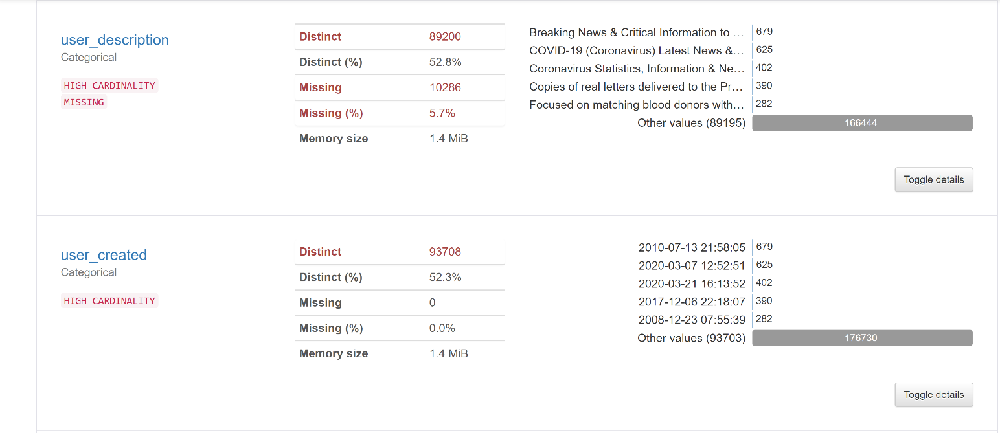 user_description
Categorical
HIGH CARDINALITY
MISSING
Distinct 89200
Distinct (%) 52.8%
Missing 10286
Missing (%) 5.7%
Memory size 1.4 MiB
Breaking News & Critical Information to ... 679
COVID-19 (Coronavirus) Latest News &... 625
Coronavirus Statistics, Information & Ne... 402
Copies of real letters delivered to the Pr... 390
Focused on matching blood donors with... 282
Other values (89195) 166444
Toggle details
user_created
Categorical
HIGH CARDINALITY
Distinct 93708
Distinct (%) 52.3%
Missing 0
Missing (%) 0.0%
Memory size 1.4 MiB
2010-07-13 21:58:05 679
2020-03-07 12:52:51 625
2020-03-21 16:13:52 402
2017-12-06 22:18:07 390
2008-12-23 07:55:39 282
Other values (93703) 176730
Toggle details